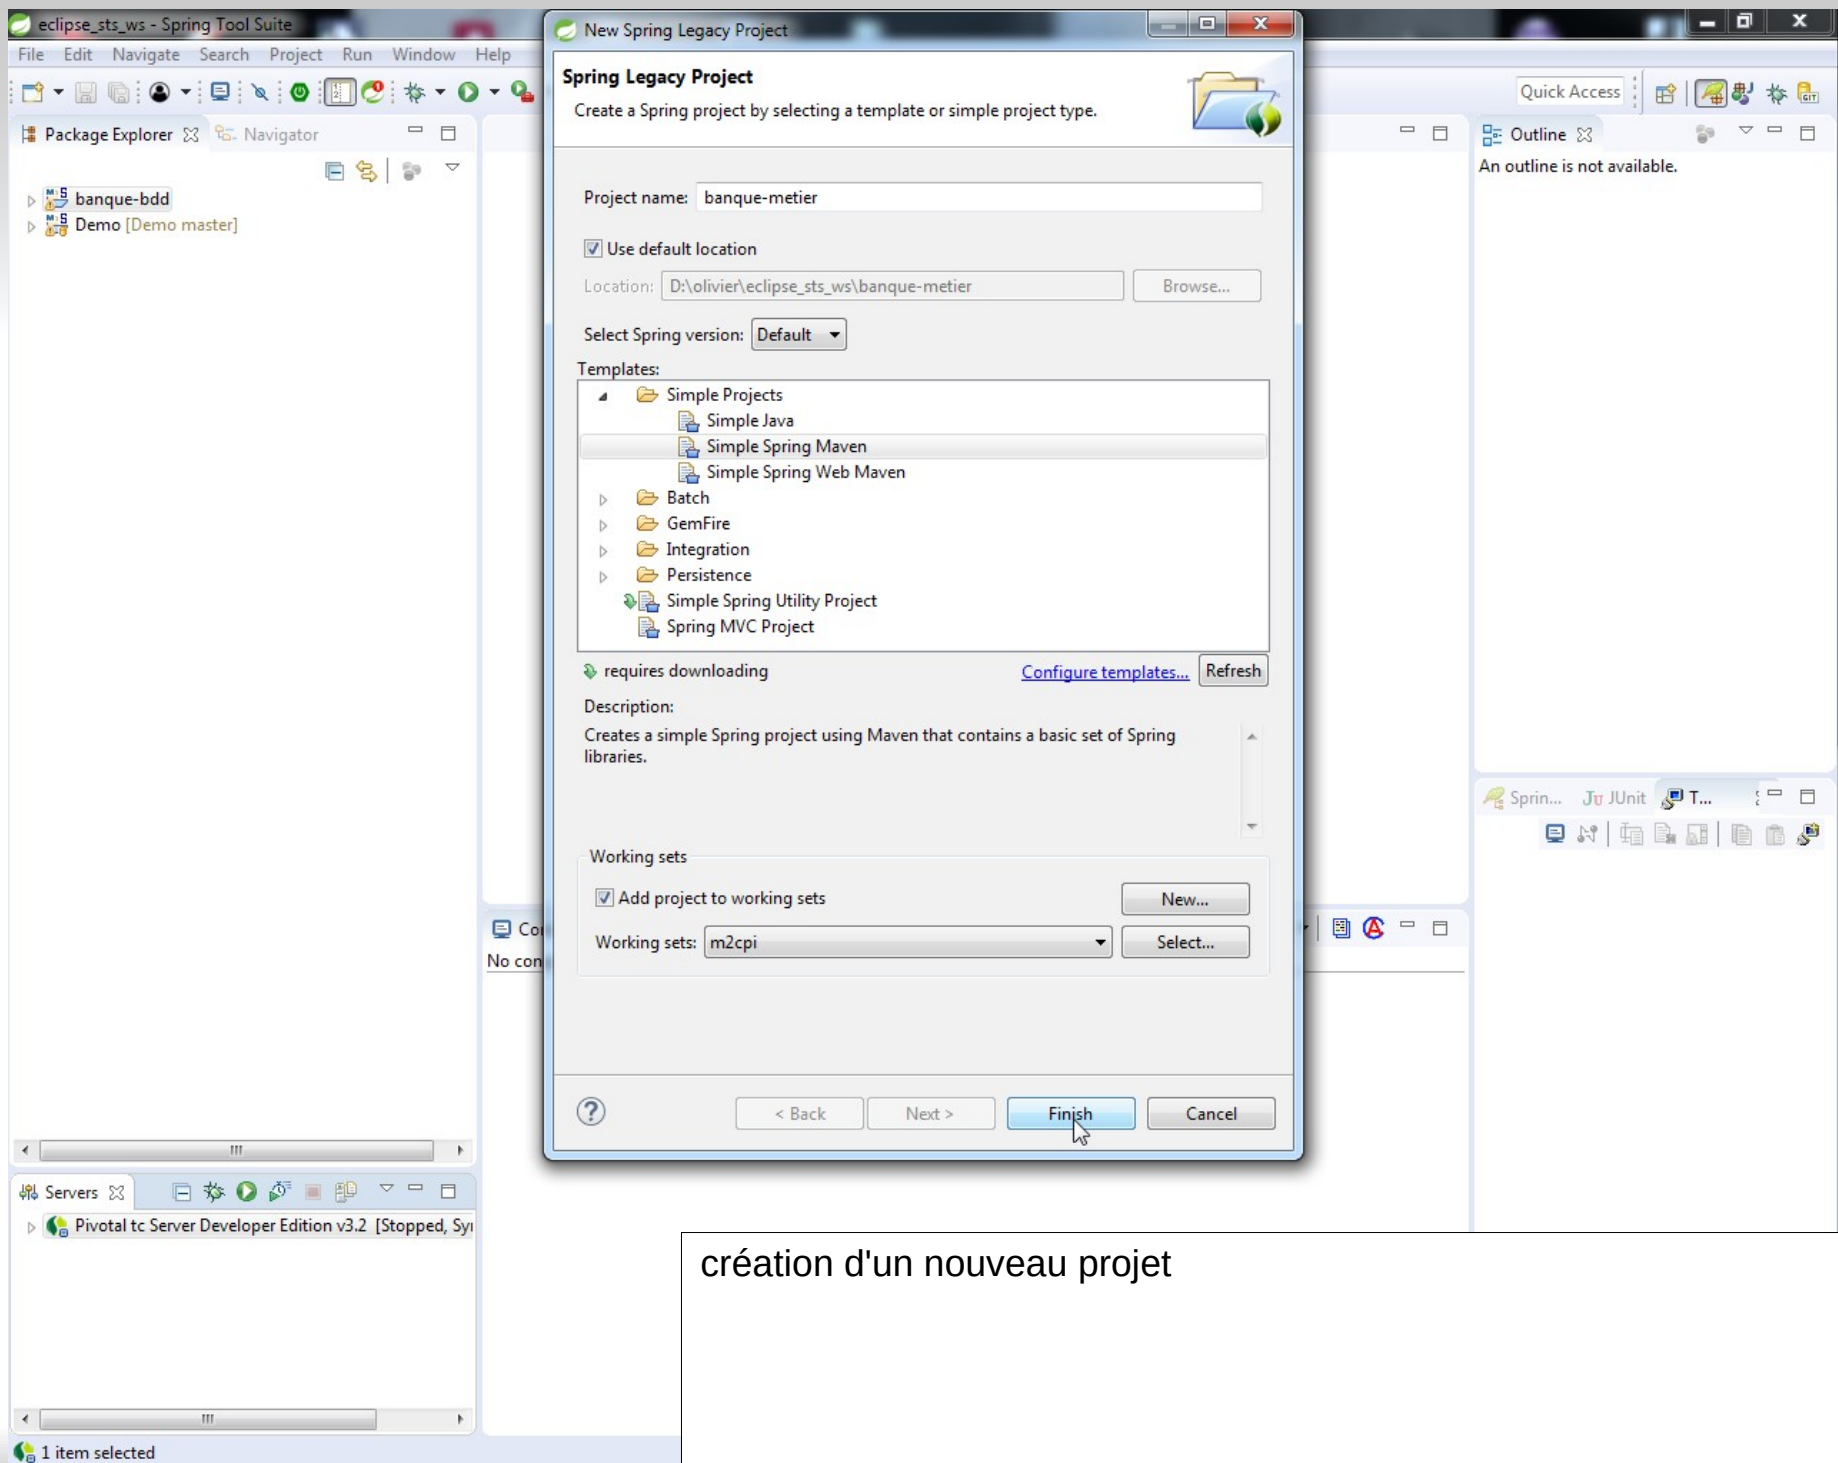 eclipse_sts_ws - Spring Tool Suite
File Edit Navigate Search Project Run Window Help
Quick Access
Package Explorer Navigator
banque-bdd
Demo [Demo master]
New Spring Legacy Project
Spring Legacy Project
Create a Spring project by selecting a template or simple project type.
Project name: banque-metier
Use default location
Location: D:\olivier\eclipse_sts_ws\banque-metier Browse...
Select Spring version: Default
Templates:
Simple Projects
Simple Java
Simple Spring Maven
Simple Spring Web Maven
Batch
GemFire
Integration
Persistence
Simple Spring Utility Project
Spring MVC Project
requires downloading Configure templates... Refresh
Description:
Creates a simple Spring project using Maven that contains a basic set of Spring
libraries.
Working sets
Add project to working sets New...
Working sets: m2cpi Select...
< Back Next > Finish Cancel
Outline
An outline is not available.
Sprin... JUnit T...
No con
Servers
Pivotal tc Server Developer Edition v3.2 [Stopped, Sy
1 item selected
création d'un nouveau projet